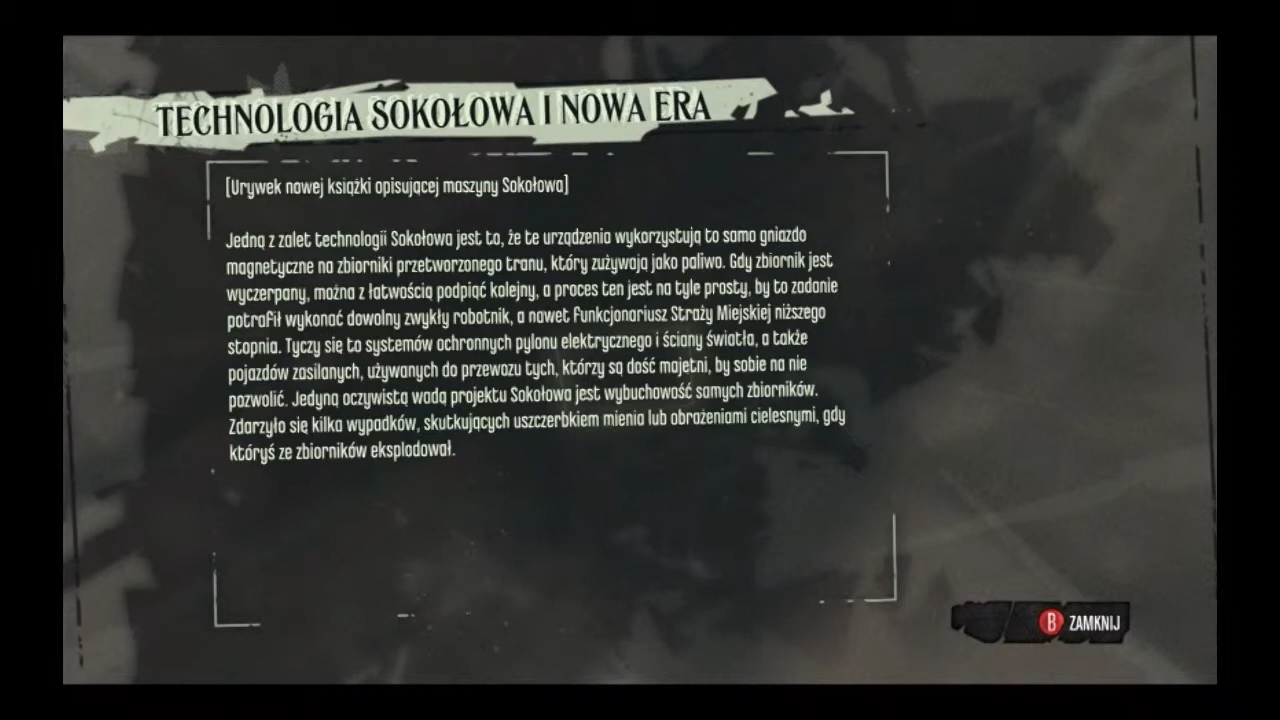 TECHNOLOGIA SOKOŁOWA I NOWA ERA
[Urywek nowej książki opisującej maszyny Sokołowa]
Jedną z zalet technologii Sokołowa jest to, że te urządzenia wykorzystują to samo gniazdo
magnetyczne na zbiorniki przetworzonego tranu, który zużywają jako paliwo. Gdy zbiornik jest
wyczerpany, można z łatwością podpiąć kolejny, a proces ten jest na tyle prosty, by to zadanie
potrafił wykonać dowolny zwykły robotnik, a nawet funkcjonariusz Straży Miejskiej niższego
stopnia. Tyczy się to systemów ochronnych pylonu elektrycznego i ściany światła, a także
pojazdów zasilanych, używanych do przewozu tych, którzy są dość majętni, by sobie na nie
pozwolić. Jedyną oczywistą wadą projektu Sokołowa jest wybuchowość samych zbiorników.
Zdarzyło się kilka wypadków, skutkujących uszczerbkiem mienia lub obrażeniami cielesnymi, gdy
któryś ze zbiorników eksplodował.
B ZAMKNIJ